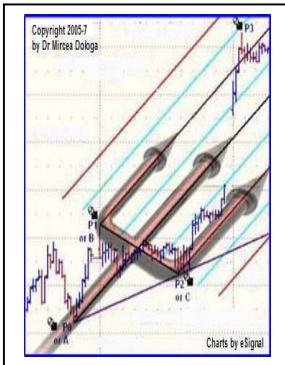 Copyright 2005-7
by Dr Mircea Dologa
P3
P1
or B
P2
or C
P0
or A
Charts by eSignal